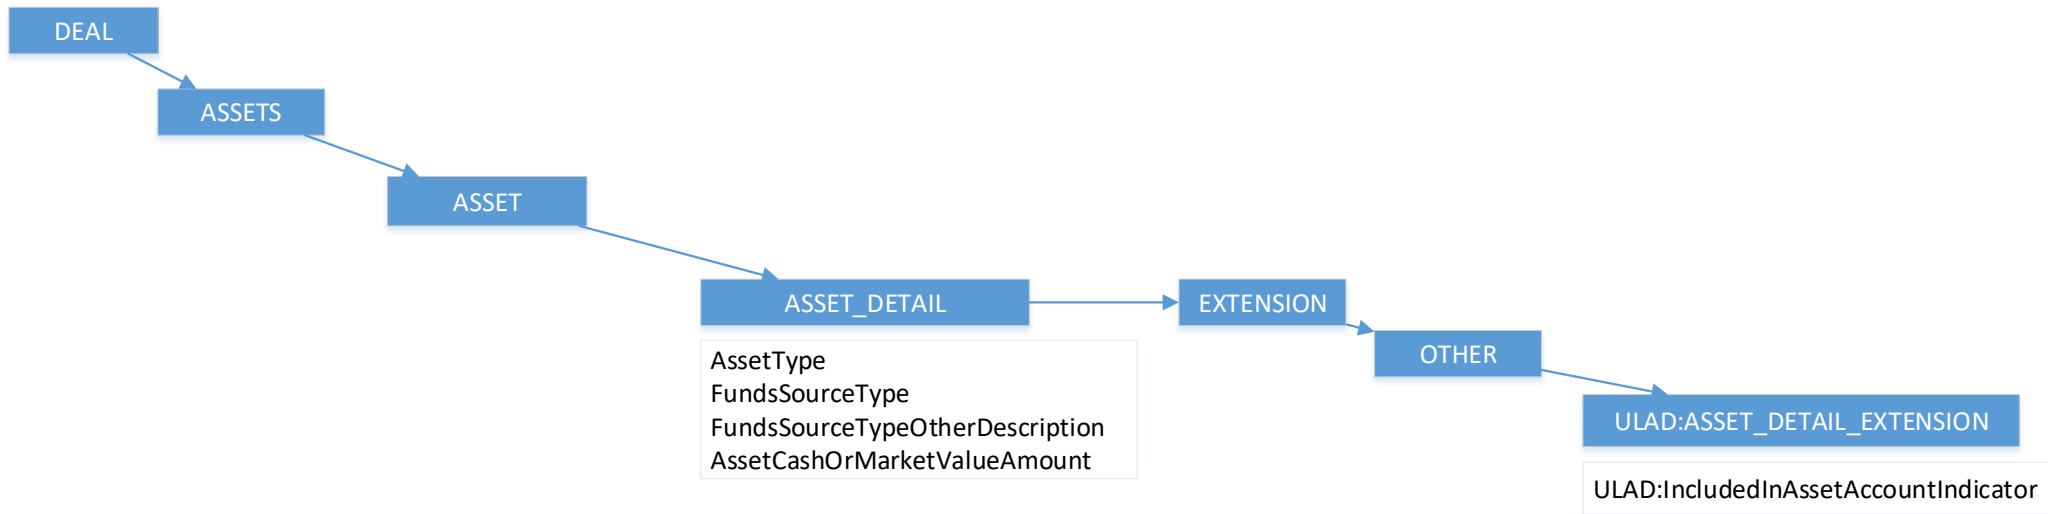 DEAL
ASSETS
ASSET
ASSET_DETAIL
EXTENSION
AssetType
FundsSourceType
FundsSourceTypeOtherDescription
AssetCashOrMarketValueAmount
OTHER
ULAD:ASSET_DETAIL_EXTENSION
ULAD:IncludedInAssetAccountIndicator